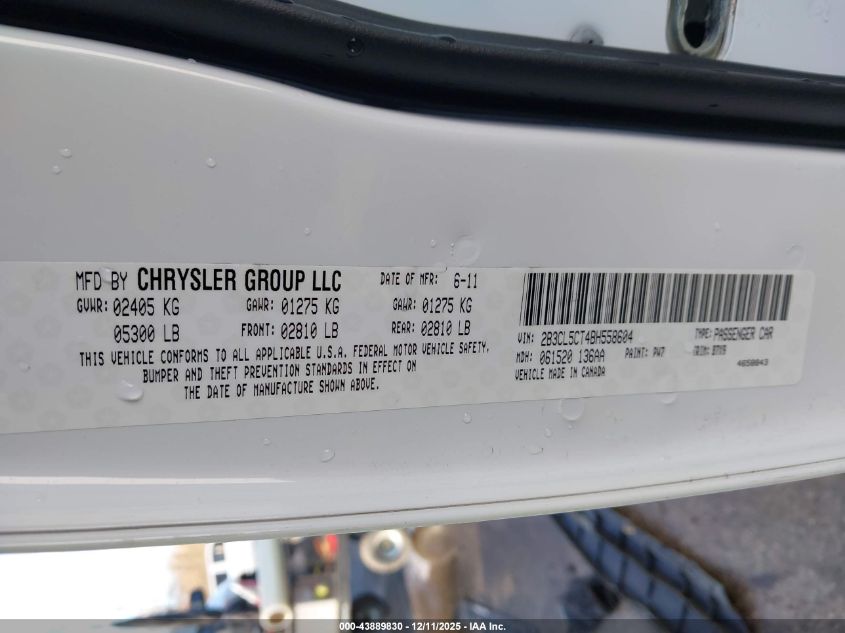 MFD BY CHRYSLER GROUP LLC DATE OF MFR: 6-11
GVWR: 02405 KG GAWR: 01275 KG GAWR: 01275 KG
05300 LB FRONT: 02810 LB REAR: 02810 LB
THIS VEHICLE CONFORMS TO ALL APPLICABLE U.S.A. FEDERAL MOTOR VEHICLE SAFETY,
BUMPER AND THEFT PREVENTION STANDARDS IN EFFECT ON
THE DATE OF MANUFACTURE SHOWN ABOVE.
VIN: 2B3CL5CT4BH558604 TYPE: PASSENGER CAR
MDH: 061520 136AA PAINT: PW7 TRIM:
VEHICLE MADE IN CANADA 4650843
000-43889830 - 12/11/2025 - IAA Inc.